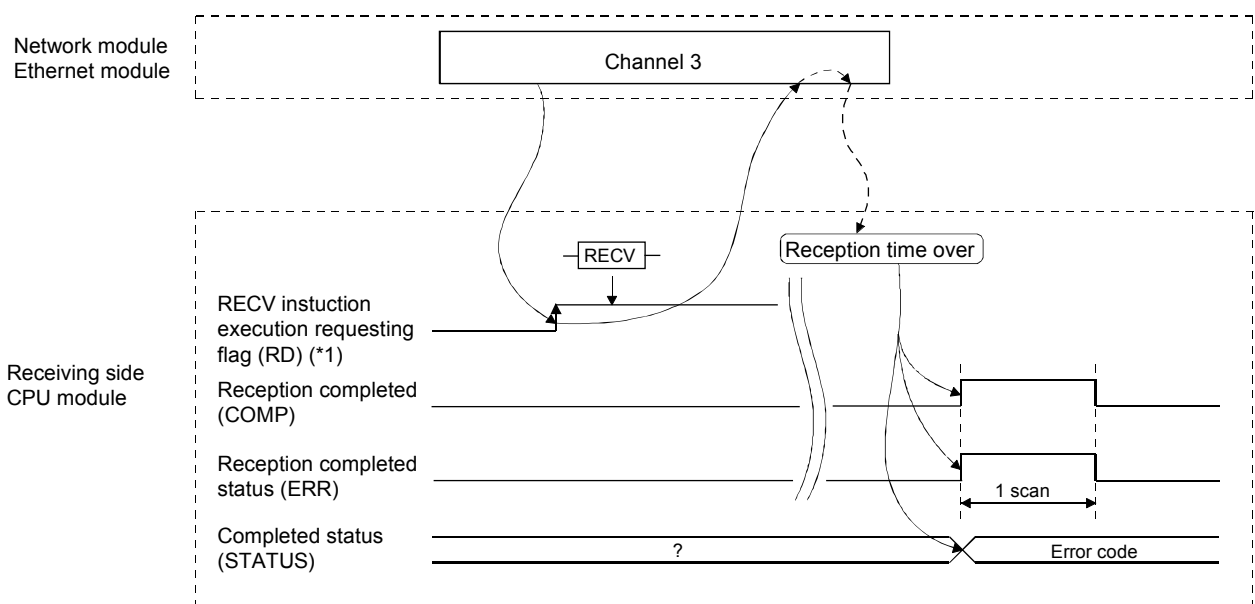 Network module
Ethernet module
Channel 3
Reception time over
RECV
RECV instuction
execution requesting
flag (RD) (*1)
Receiving side
CPU module
Reception completed
(COMP)
Reception completed
status (ERR)
1 scan
Completed status
(STATUS)
?
Error code